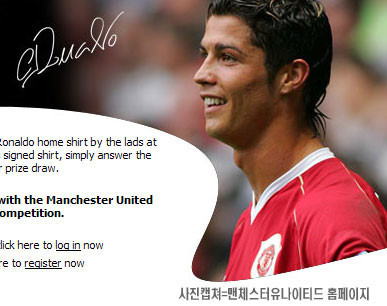 Ronaldo
Ronaldo home shirt by the lads at
signed shirt, simply answer the
prize draw.
with the Manchester United
ompetition.
lick here to log in now
re to register now
사진캡쳐=맨체스터유나이티드 홈페이지